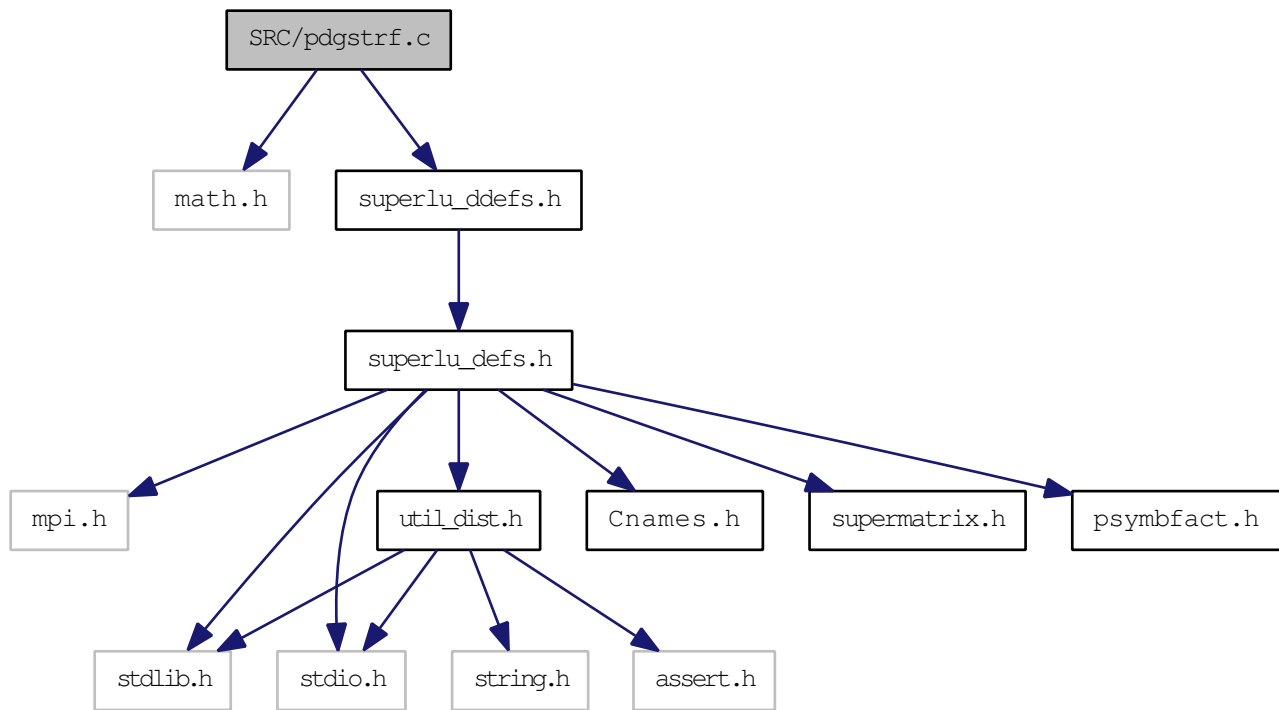 SRC/pdgstrf.c
math.h
superlu_ddefs.h
superlu_defs.h
mpi.h
util_dist.h
Cnames.h
supermatrix.h
psymbfact.h
stdlib.h
stdio.h
string.h
assert.h